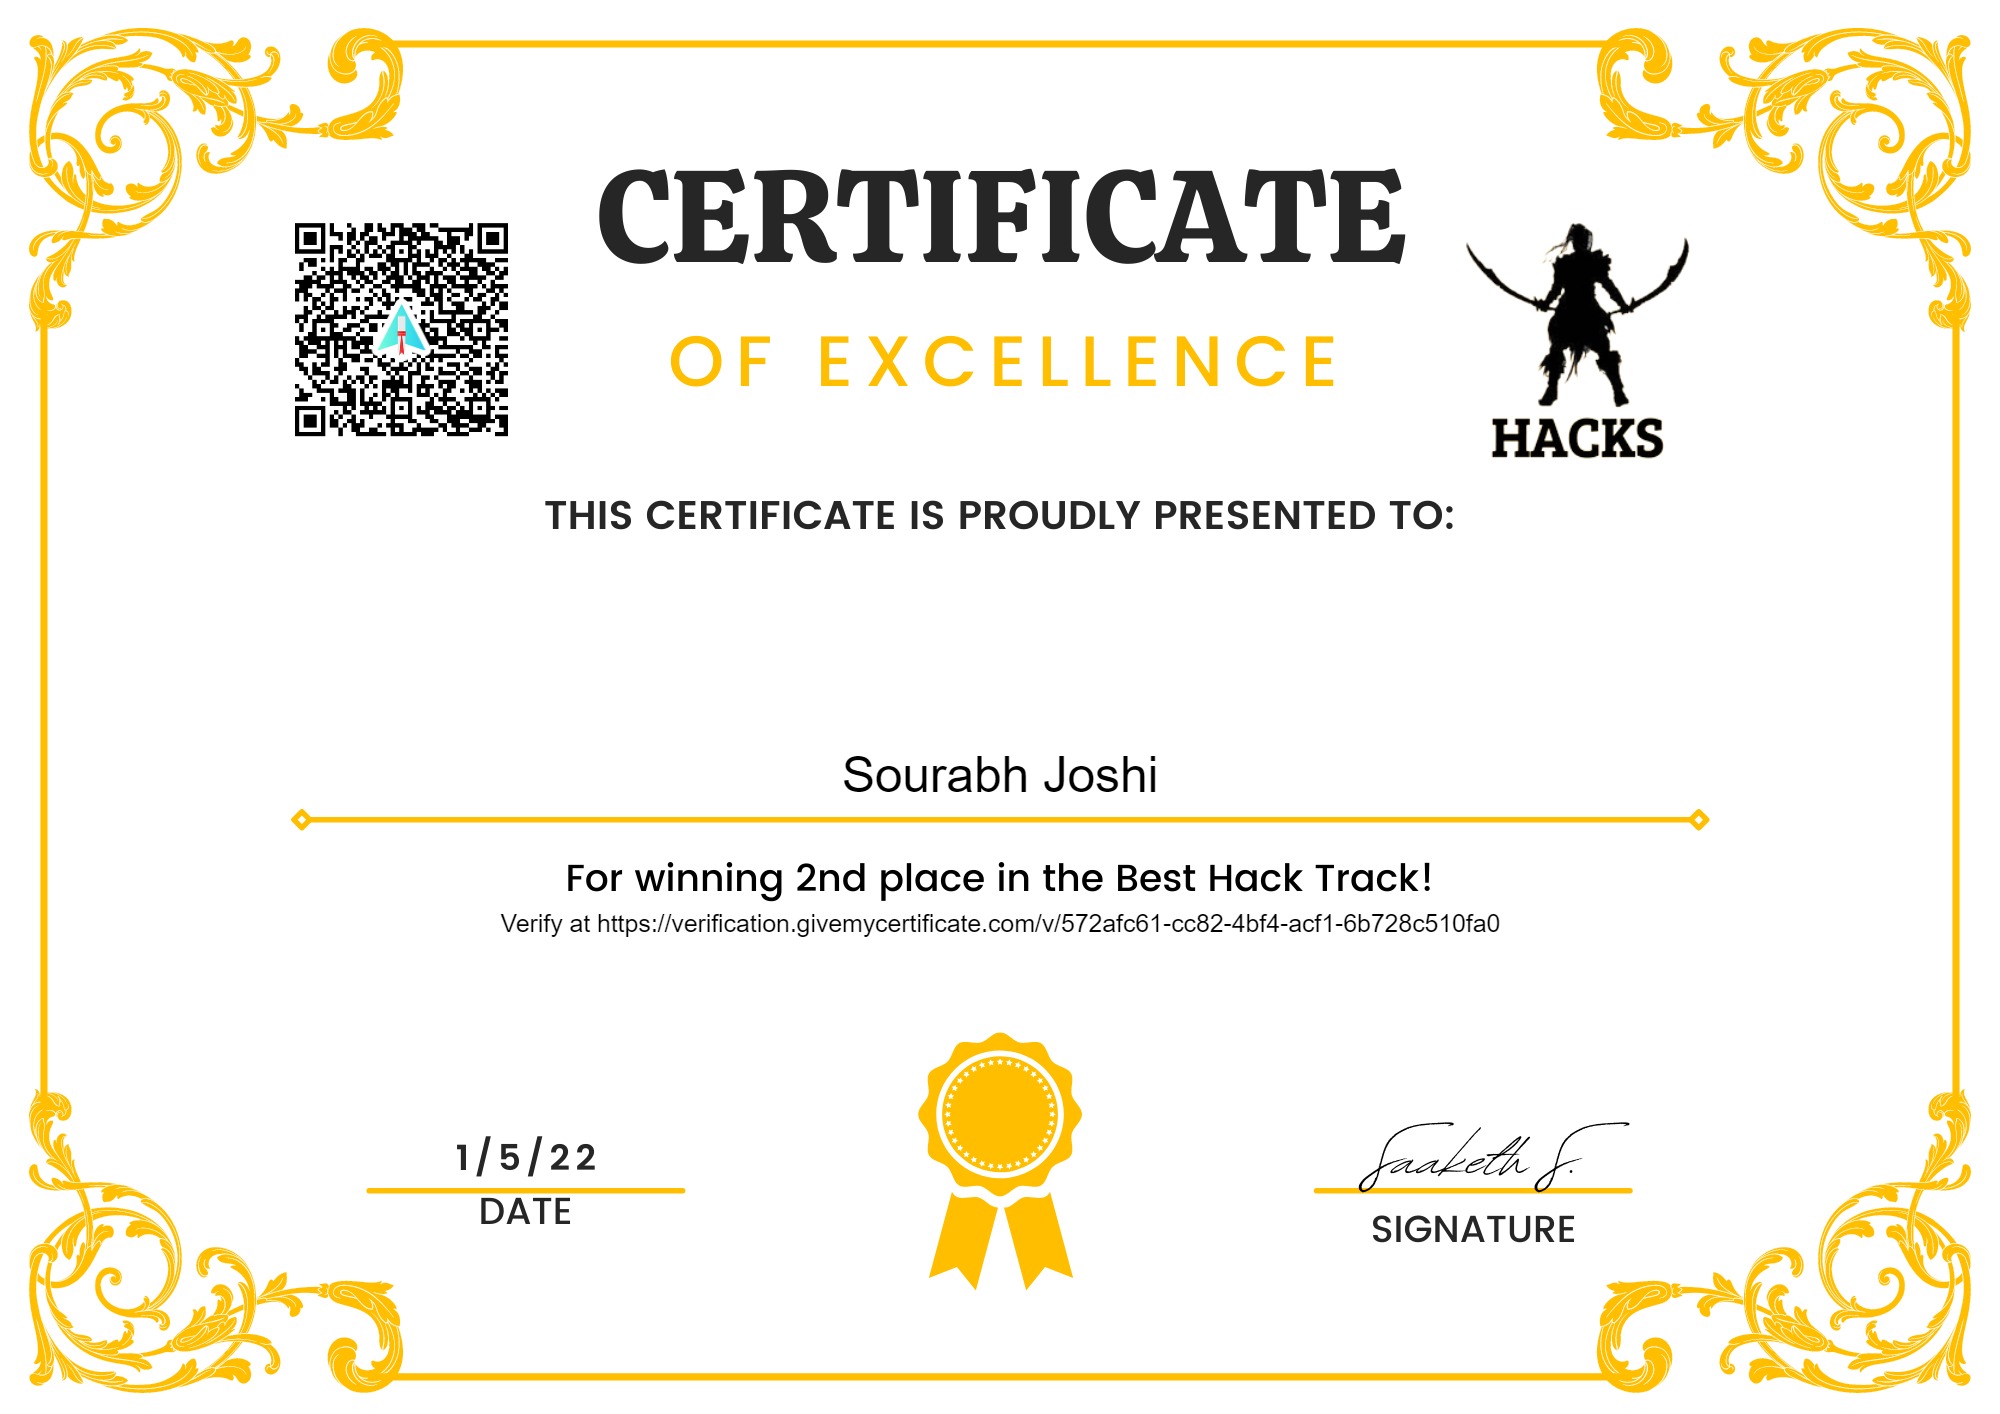 CERTIFICATE
OF EXCELLENCE
HACKS
THIS CERTIFICATE IS PROUDLY PRESENTED TO:
Sourabh Joshi
For winning 2nd place in the Best Hack Track!
Verify at https://verification.givemycertificate.com/v/572afc61-cc82-4bf4-acf1-6b728c510fa0
1/5/22
DATE
Saaketh S.
SIGNATURE